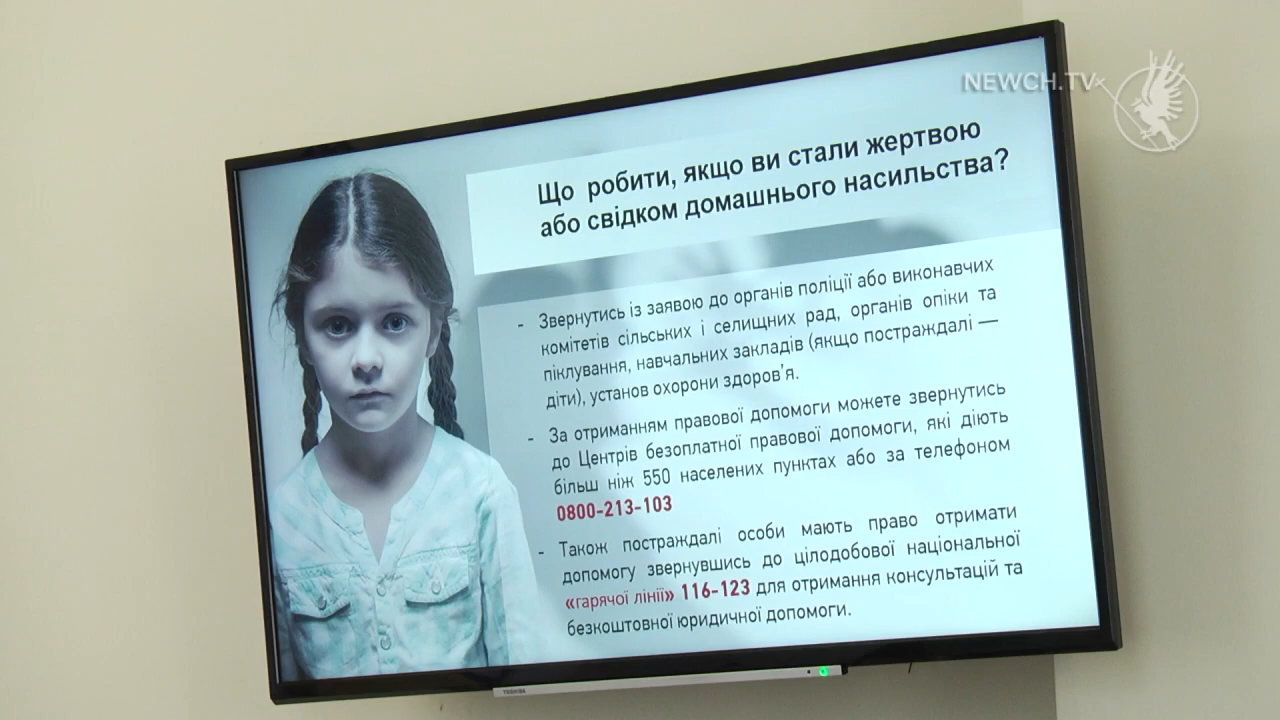 NEWCH.TV
Що робити, якщо ви стали жертвою
або свідком домашнього насильства?
- Звернутись із заявою до органів поліції або виконавчих
комітетів сільських і селищних рад, органів опіки та
піклування, навчальних закладів (якщо постраждалі —
діти), установ охорони здоров’я.
- За отриманням правової допомоги можете звернутись
до Центрів безоплатної правової допомоги, які діють
більш ніж 550 населених пунктах або за телефоном
0800-213-103
- Також постраждалі особи мають право отримати
допомогу звернувшись до цілодобової національної
«гарячої лінії» 116-123 для отримання консультацій та
безкоштовної юридичної допомоги.
TOSHIBA